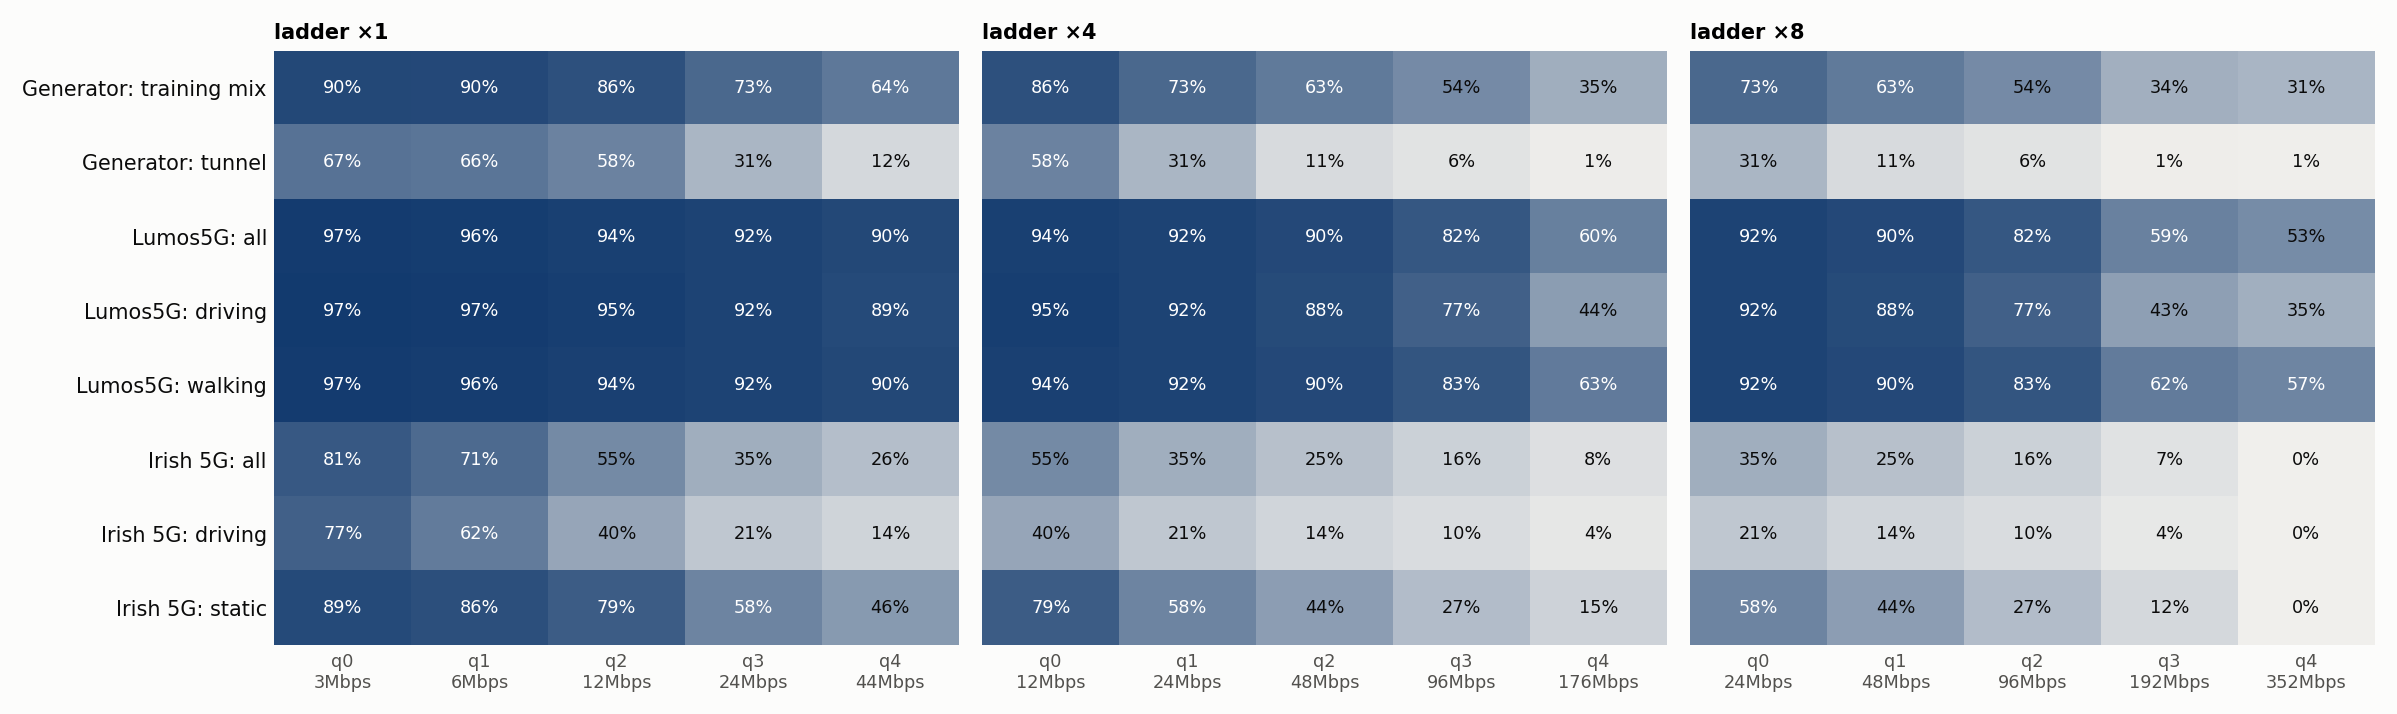 ladder ×1 ladder ×4 ladder ×8
Generator: training mix 90% 90% 86% 73% 64% 86% 73% 63% 54% 35% 73% 63% 54% 34% 31%
Generator: tunnel 67% 66% 58% 31% 12% 58% 31% 11% 6% 1% 31% 11% 6% 1% 1%
Lumos5G: all 97% 96% 94% 92% 90% 94% 92% 90% 82% 60% 92% 90% 82% 59% 53%
Lumos5G: driving 97% 97% 95% 92% 89% 95% 92% 88% 77% 44% 92% 88% 77% 43% 35%
Lumos5G: walking 97% 96% 94% 92% 90% 94% 92% 90% 83% 63% 92% 90% 83% 62% 57%
Irish 5G: all 81% 71% 55% 35% 26% 55% 35% 25% 16% 8% 35% 25% 16% 7% 0%
Irish 5G: driving 77% 62% 40% 21% 14% 40% 21% 14% 10% 4% 21% 14% 10% 4% 0%
Irish 5G: static 89% 86% 79% 58% 46% 79% 58% 44% 27% 15% 58% 44% 27% 12% 0%
q0 q1 q2 q3 q4 q0 q1 q2 q3 q4 q0 q1 q2 q3 q4
3Mbps 6Mbps 12Mbps 24Mbps 44Mbps 12Mbps 24Mbps 48Mbps 96Mbps 176Mbps 24Mbps 48Mbps 96Mbps 192Mbps 352Mbps